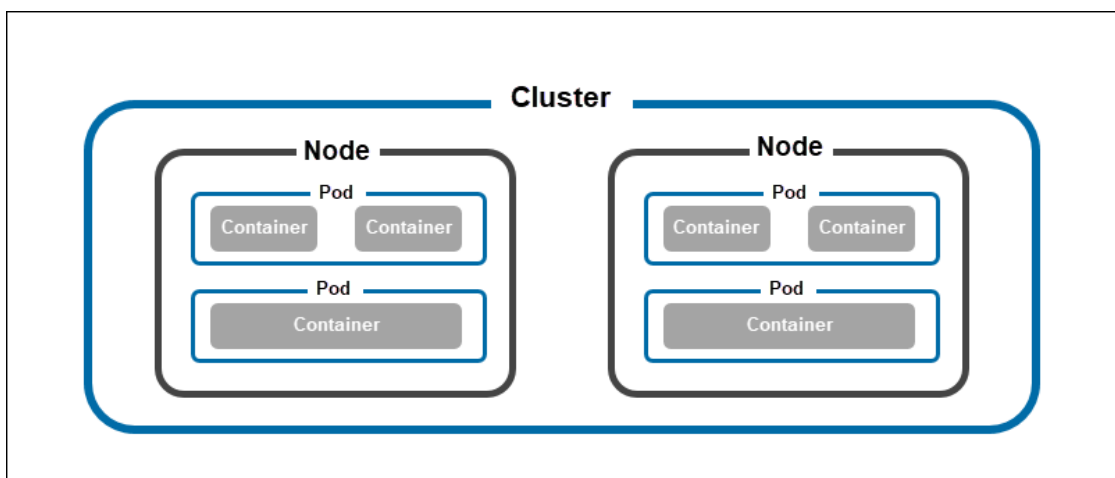 Cluster
Node
Node
Pod
Pod
Container Container
Container Container
Pod
Pod
Container
Container